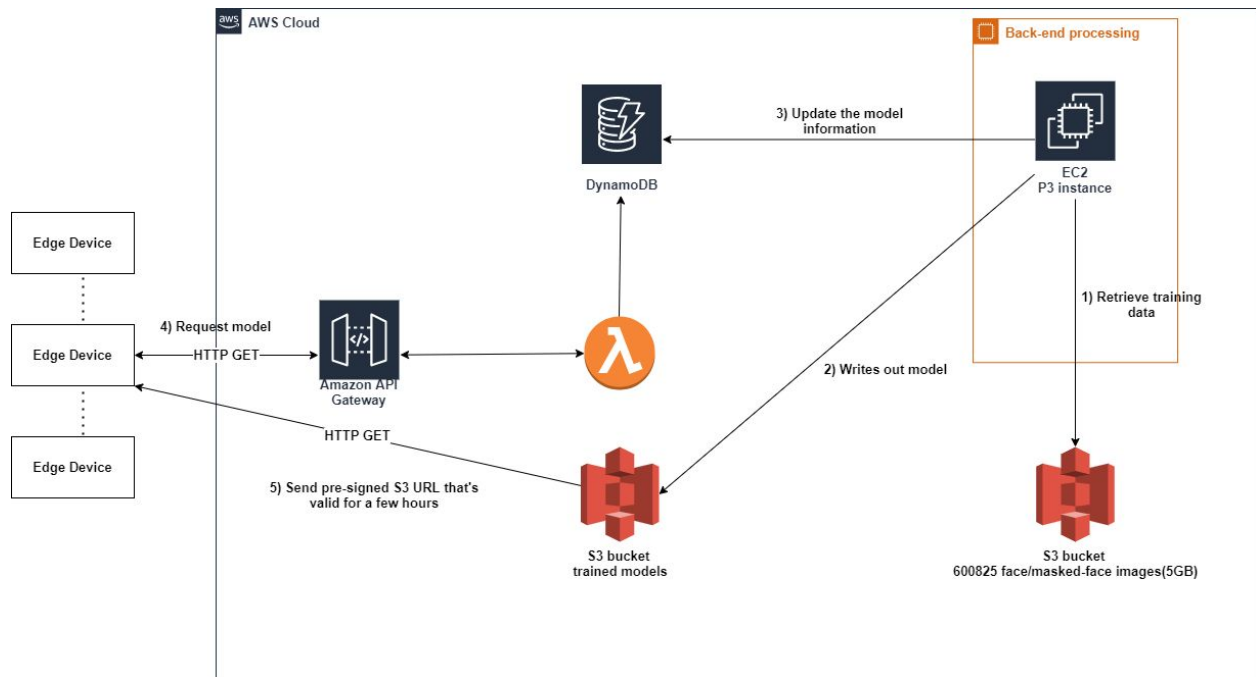 aws
AWS Cloud
Back-end processing
3) Update the model
information
DynamoDB
EC2
P3 instance
Edge Device
1) Retrieve training
data
4) Request model
Edge Device
HTTP GET
</>
Amazon API
Gateway
λ
2) Writes out model
HTTP GET
Edge Device
5) Send pre-signed S3 URL that's
valid for a few hours
S3 bucket
trained models
S3 bucket
600825 face/masked-face images(5GB)